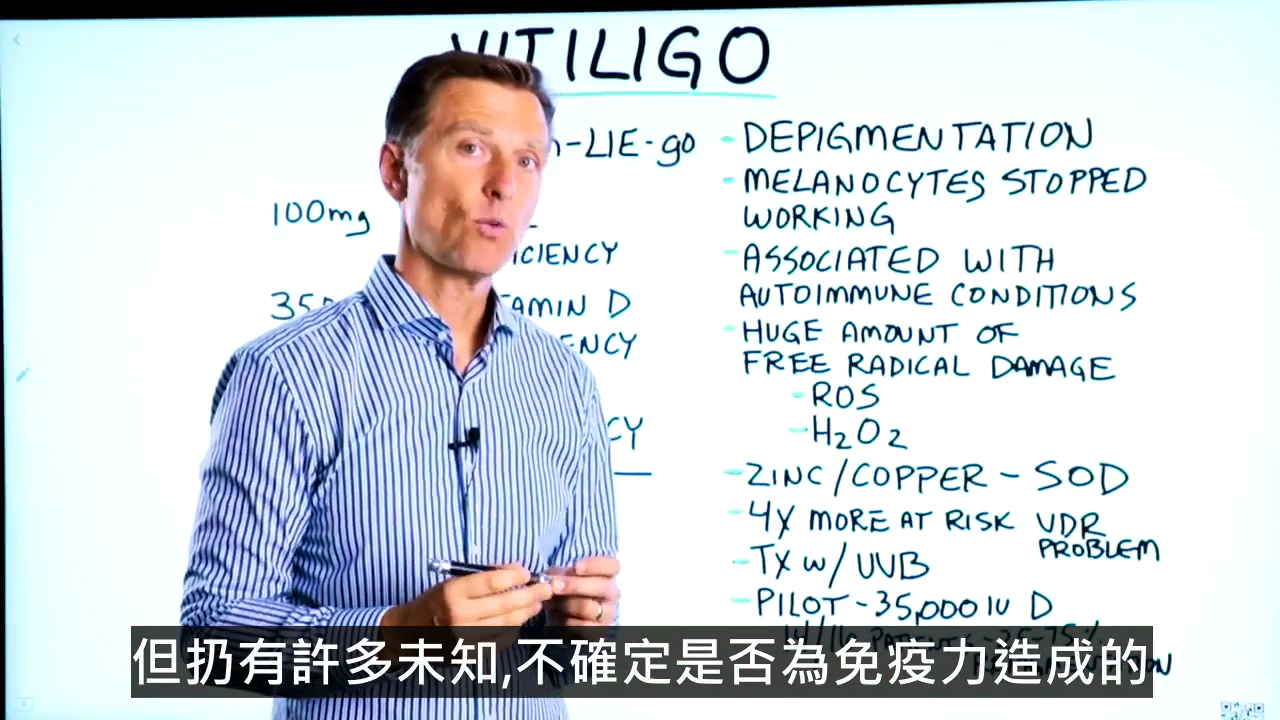 VITILIGO
-LIE-go
100mg
CIENCY
35
AMIN D
ENCY
CY
- DEPIGMENTATION
- MELANOCYTES STOPPED
WORKING
- ASSOCIATED WITH
AUTOIMMUNE CONDITIONS
- HUGE AMOUNT OF
FREE RADICAL DAMAGE
- ROS
- H₂O₂
- ZINC/COPPER - SOD
- 4X MORE AT RISK VDR
PROBLEM
- TX W/ UVB
- PILOT - 35,000 IU D
但扔有許多未知,不確定是否為免疫力造成的